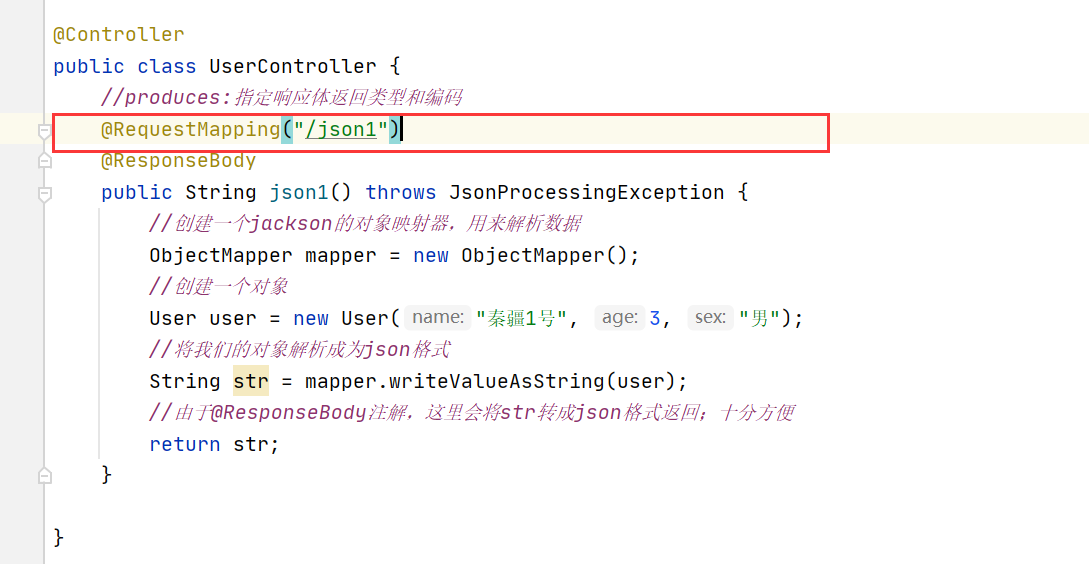 @Controller
public class UserController {
//produces:指定响应体返回类型和编码
@RequestMapping("/json1")
@ResponseBody
public String json1() throws JsonProcessingException {
//创建一个jackson的对象映射器，用来解析数据
ObjectMapper mapper = new ObjectMapper();
//创建一个对象
User user = new User( name: "秦疆1号", age: 3, sex: "男");
//将我们的对象解析成为json格式
String str = mapper.writeValueAsString(user);
//由于@ResponseBody注解，这里会将str转成json格式返回；十分方便
return str;
}
}